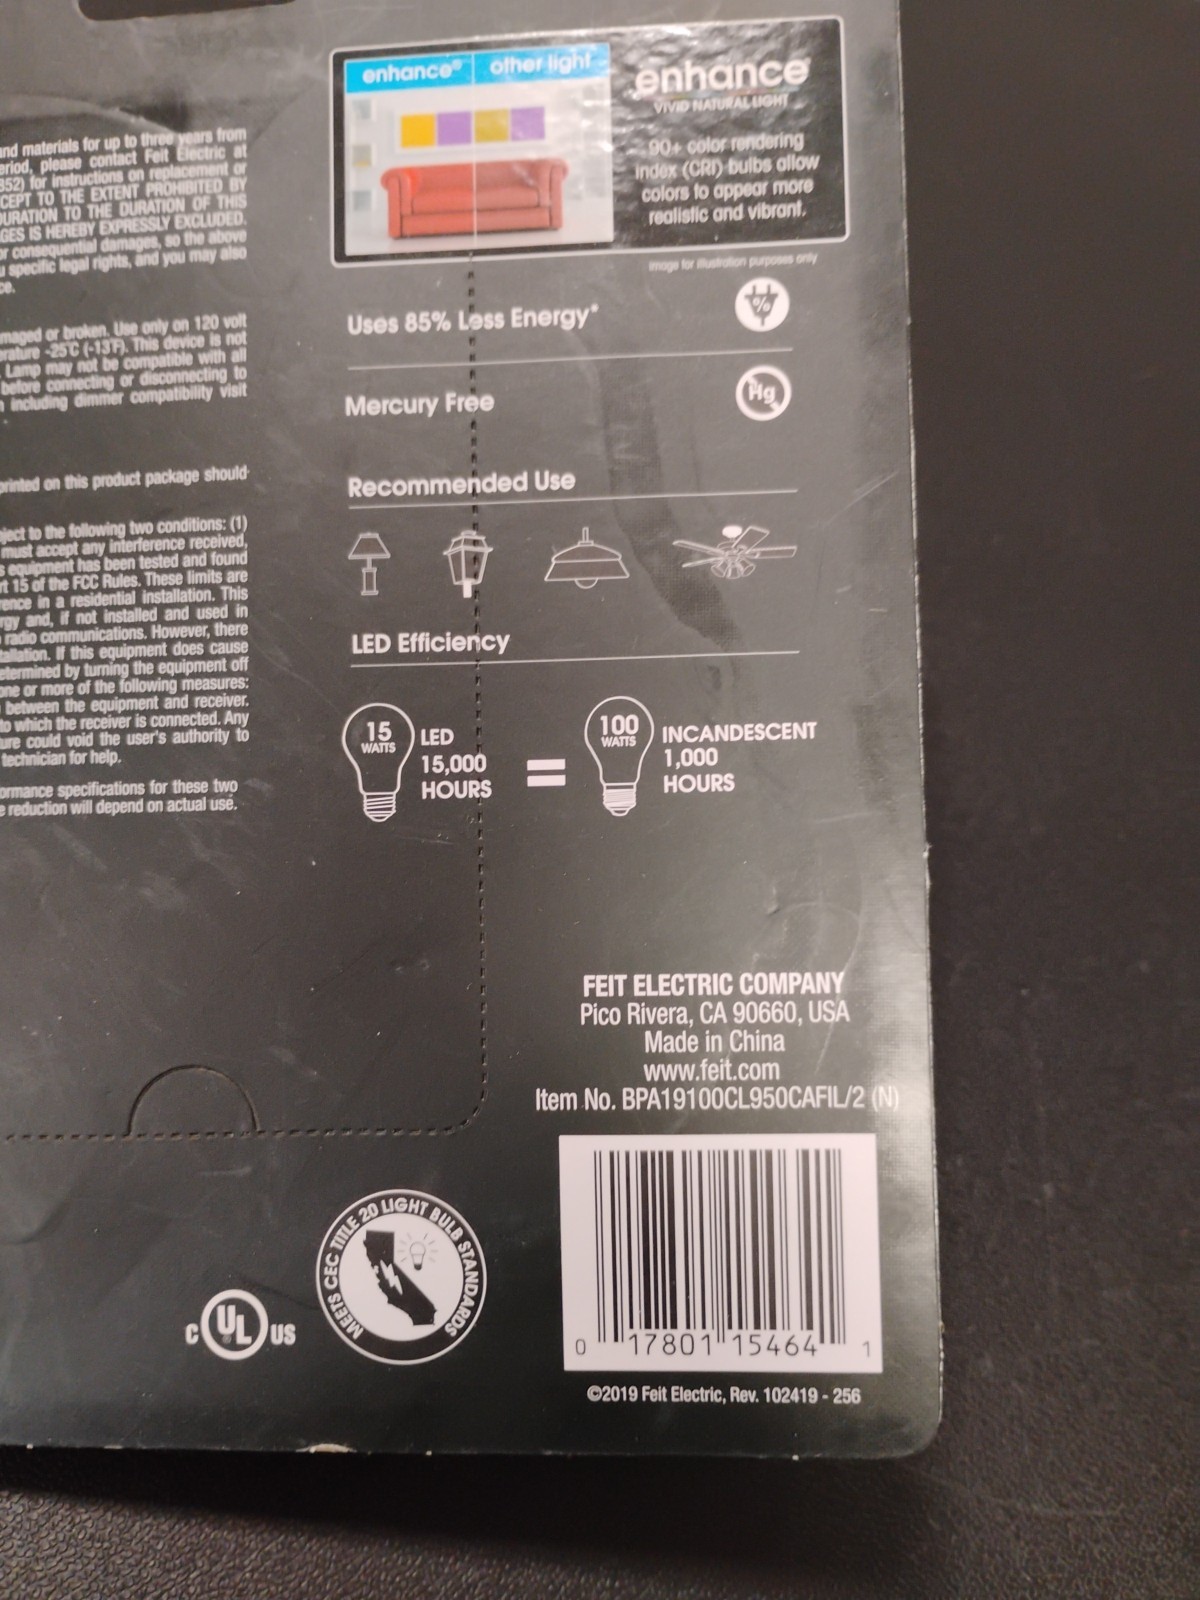 and materials for up to three years from
period, please contact Feit Electric at
352) for instructions on replacement or
CEPT TO THE EXTENT PROHIBITED BY
DURATION TO THE DURATION OF THIS
GES IS HEREBY EXPRESSLY EXCLUDED.
or consequential damages, so the above
specific legal rights, and you may also
ce.
maged or broken. Use only on 120 volt
erature -25°C (-13°F). This device is not
Lamp may not be compatible with all
before connecting or disconnecting to
including dimmer compatibility visit
printed on this product package should
ject to the following two conditions: (1)
must accept any interference received,
s equipment has been tested and found
rt 15 of the FCC Rules. These limits are
rence in a residential installation. This
rgy and, if not installed and used in
radio communications. However, there
tallation. If this equipment does cause
etermined by turning the equipment off
one or more of the following measures:
between the equipment and receiver.
to which the receiver is connected. Any
ure could void the user's authority to
technician for help.
ormance specifications for these two
e reduction will depend on actual use.
enhance® other light
enhance
VIVID NATURAL LIGHT
90+ color rendering
index (CRI) bulbs allow
colors to appear more
realistic and vibrant.
Image for illustration purposes only
Uses 85% Less Energy*
%
Mercury Free
Hg
Recommended Use
LED Efficiency
15
WATTS
LED
15,000
HOURS
=
100
WATTS
INCANDESCENT
1,000
HOURS
FEIT ELECTRIC COMPANY
Pico Rivera, CA 90660, USA
Made in China
www.feit.com
Item No. BPA19100CL950CAFIL/2 (N)
MEETS CEC TITLE 20 LIGHT BULB STANDARDS
C UL® US
0 17801 15464 1
©2019 Feit Electric, Rev. 102419 - 256